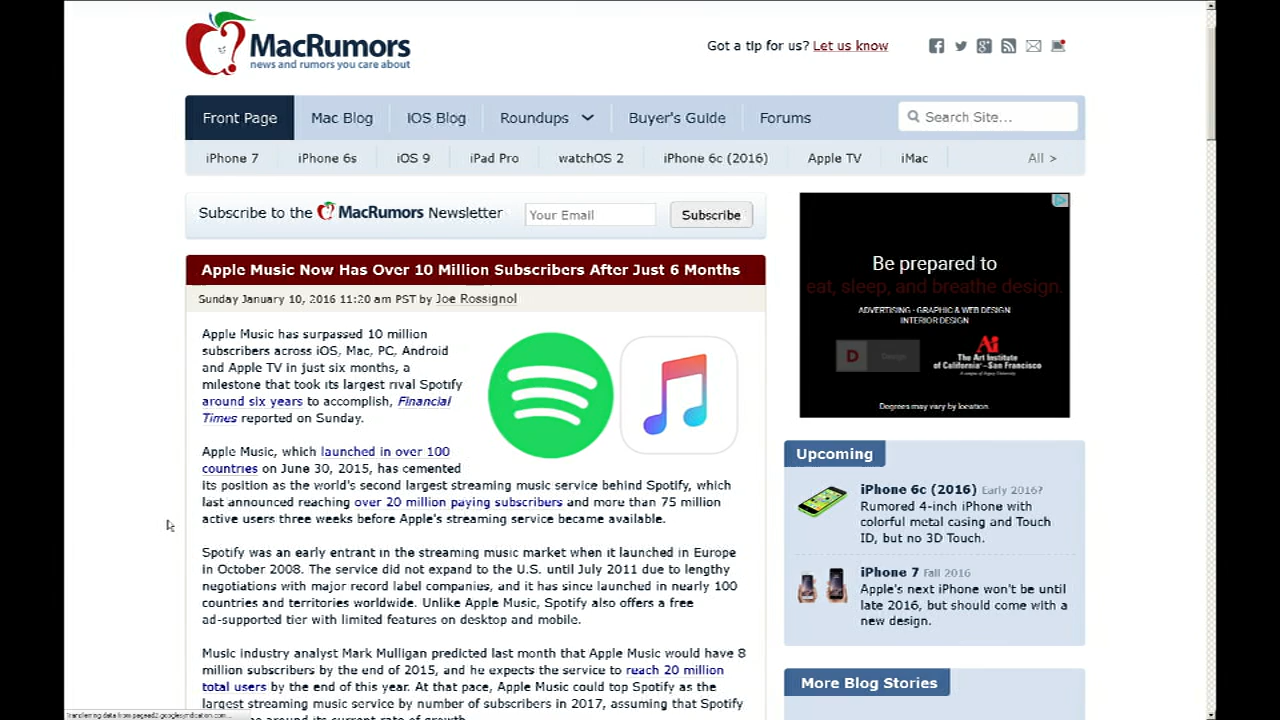 MacRumors
news and rumors you care about
Got a tip for us? Let us know
Front Page Mac Blog iOS Blog Roundups Buyer's Guide Forums Search Site...
iPhone 7 iPhone 6s iOS 9 iPad Pro watchOS 2 iPhone 6c (2016) Apple TV iMac All >
Subscribe to the MacRumors Newsletter Your Email Subscribe
Apple Music Now Has Over 10 Million Subscribers After Just 6 Months
Sunday January 10, 2016 11:20 am PST by Joe Rossignol
Apple Music has surpassed 10 million
subscribers across iOS, Mac, PC, Android
and Apple TV in just six months, a
milestone that took its largest rival Spotify
around six years to accomplish, Financial
Times reported on Sunday.
Apple Music, which launched in over 100
countries on June 30, 2015, has cemented
its position as the world's second largest streaming music service behind Spotify, which
last announced reaching over 20 million paying subscribers and more than 75 million
active users three weeks before Apple's streaming service became available.
Spotify was an early entrant in the streaming music market when it launched in Europe
in October 2008. The service did not expand to the U.S. until July 2011 due to lengthy
negotiations with major record label companies, and it has since launched in nearly 100
countries and territories worldwide. Unlike Apple Music, Spotify also offers a free
ad-supported tier with limited features on desktop and mobile.
Music industry analyst Mark Mulligan predicted last month that Apple Music would have 8
million subscribers by the end of 2015, and he expects the service to reach 20 million
total users by the end of this year. At that pace, Apple Music could top Spotify as the
largest streaming music service by number of subscribers in 2017, assuming that Spotify
around its current rate of growth.
Be prepared to
eat, sleep, and breathe design.
ADVERTISING · GRAPHIC & WEB DESIGN
INTERIOR DESIGN
D Design
Ai
The Art Institute
of California® - San Francisco
A campus of Argosy University
Degrees may vary by location.
Upcoming
iPhone 6c (2016) Early 2016?
Rumored 4-inch iPhone with
colorful metal casing and Touch
ID, but no 3D Touch.
iPhone 7 Fall 2016
Apple's next iPhone won't be until
late 2016, but should come with a
new design.
More Blog Stories
Transferring data from pagead2.googlesyndication.com...